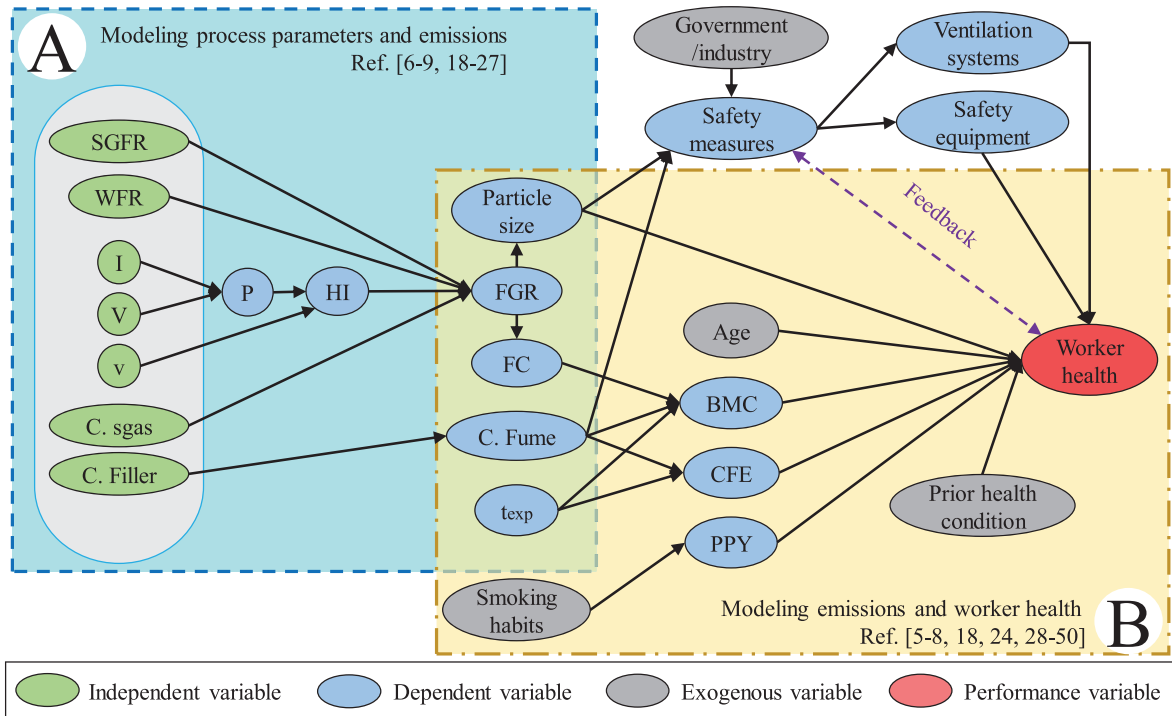 A
Modeling process parameters and emissions
Ref. [6-9, 18-27]
Government
/industry
Ventilation
systems
Safety
measures
Safety
equipment
SGFR
WFR
I
V
v
P
HI
C. sgas
C. Filler
Particle
size
FGR
FC
C. Fume
texp
Feedback
Age
BMC
CFE
PPY
Worker
health
Prior health
condition
Smoking
habits
Modeling emissions and worker health
Ref. [5-8, 18, 24, 28-50]
B
Independent variable
Dependent variable
Exogenous variable
Performance variable